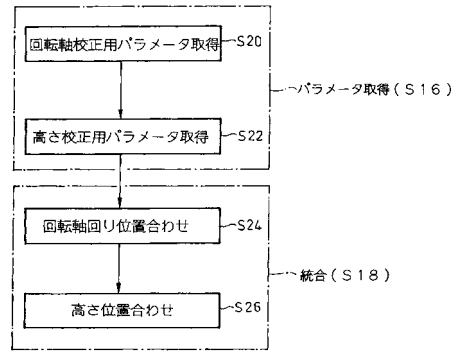 回転軸校正用パラメータ取得 S20
パラメータ取得(S16)
高さ校正用パラメータ取得 S22
回転軸回り位置合わせ S24
統合(S18)
高さ位置合わせ S26